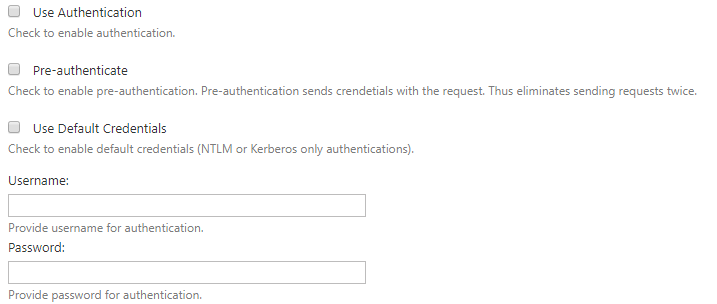 Use Authentication
Check to enable authentication.
Pre-authenticate
Check to enable pre-authentication. Pre-authentication sends crendetials with the request. Thus eliminates sending requests twice.
Use Default Credentials
Check to enable default credentials (NTLM or Kerberos only authentications).
Username:
Provide username for authentication.
Password:
Provide password for authentication.